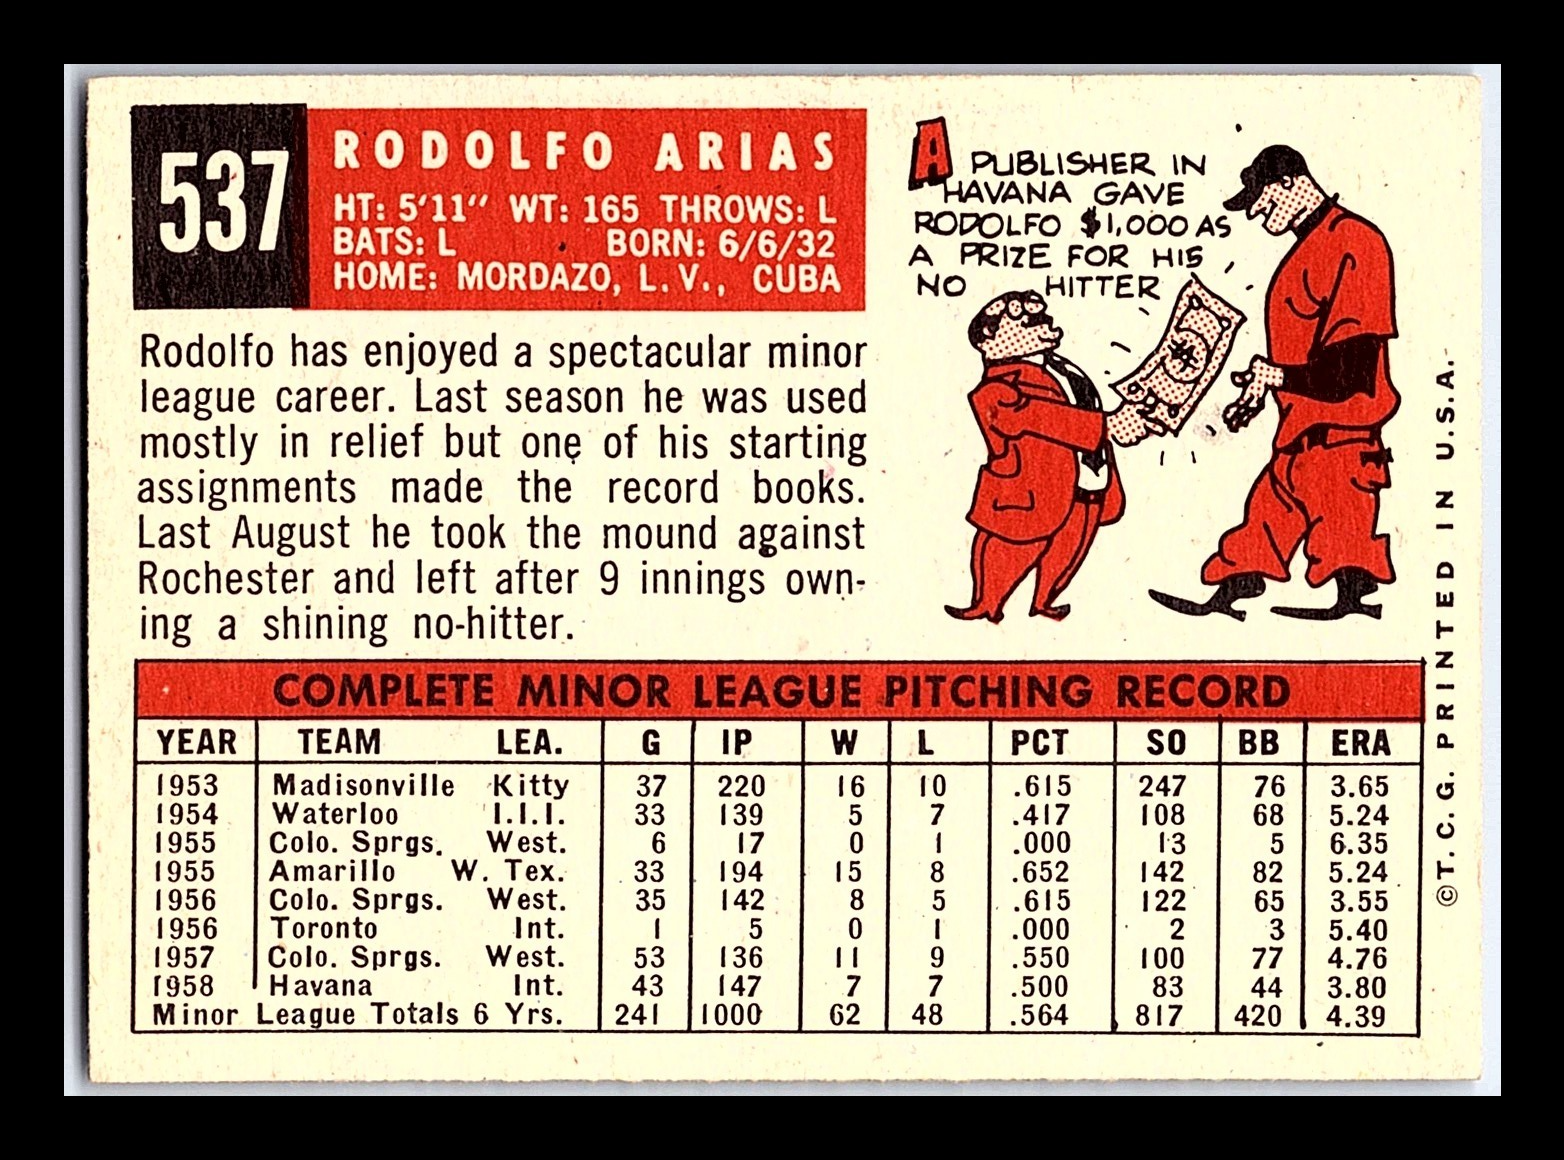 537
RODOLFO ARIAS
HT: 5'11" WT: 165 THROWS: L
BATS: L BORN: 6/6/32
HOME: MORDAZO, L. V., CUBA
A PUBLISHER IN
HAVANA GAVE
RODOLFO $1,000 AS
A PRIZE FOR HIS
NO HITTER
Rodolfo has enjoyed a spectacular minor
league career. Last season he was used
mostly in relief but one of his starting
assignments made the record books.
Last August he took the mound against
Rochester and left after 9 innings own-
ing a shining no-hitter.
COMPLETE MINOR LEAGUE PITCHING RECORD
YEAR TEAM LEA. G IP W L PCT SO BB ERA
1953 Madisonville Kitty 37 220 16 10 .615 247 76 3.65
1954 Waterloo I.I.I. 33 139 5 7 .417 108 68 5.24
1955 Colo. Sprgs. West. 6 17 0 1 .000 13 5 6.35
1955 Amarillo W. Tex. 33 194 15 8 .652 142 82 5.24
1956 Colo. Sprgs. West. 35 142 8 5 .615 122 65 3.55
1956 Toronto Int. 1 5 0 1 .000 2 3 5.40
1957 Colo. Sprgs. West. 53 136 11 9 .550 100 77 4.76
1958 Havana Int. 43 147 7 7 .500 83 44 3.80
Minor League Totals 6 Yrs. 241 1000 62 48 .564 817 420 4.39
©T. C. G. PRINTED IN U.S.A.